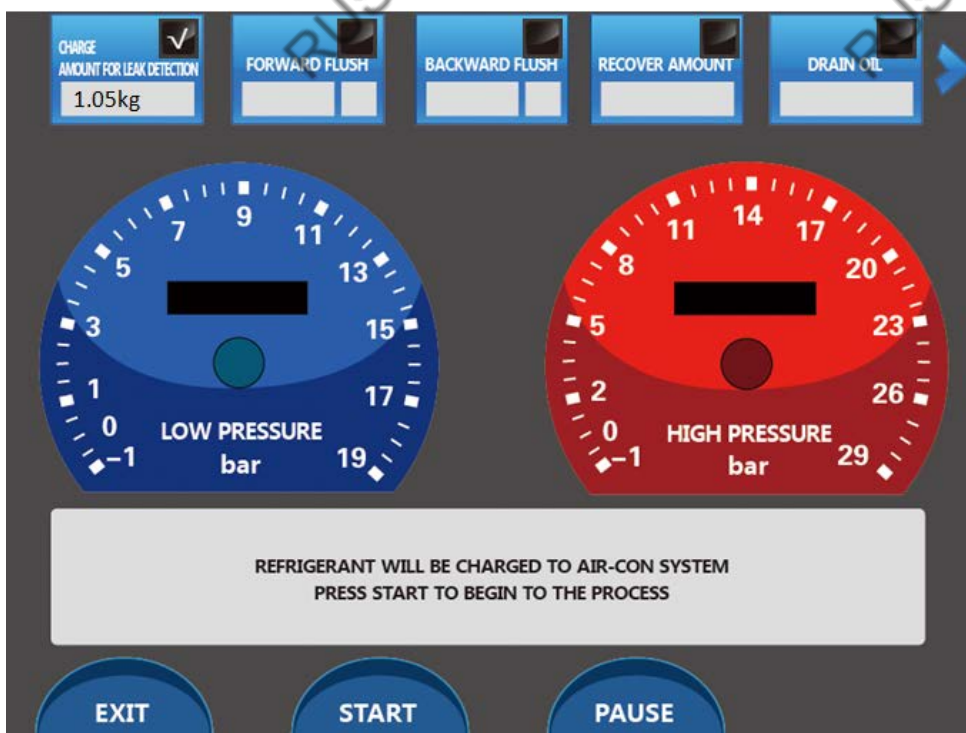 CHARGE
AMOUNT FOR LEAK DETECTION
1.05kg
FORWARD FLUSH
BACKWARD FLUSH
RECOVER AMOUNT
DRAIN OIL
RUS
RUS
9
7
11
5
13
3
15
1
17
0
-1
19
LOW PRESSURE
bar
14
11
17
8
20
5
23
2
26
0
-1
29
HIGH PRESSURE
bar
REFRIGERANT WILL BE CHARGED TO AIR-CON SYSTEM
PRESS START TO BEGIN TO THE PROCESS
EXIT
START
PAUSE